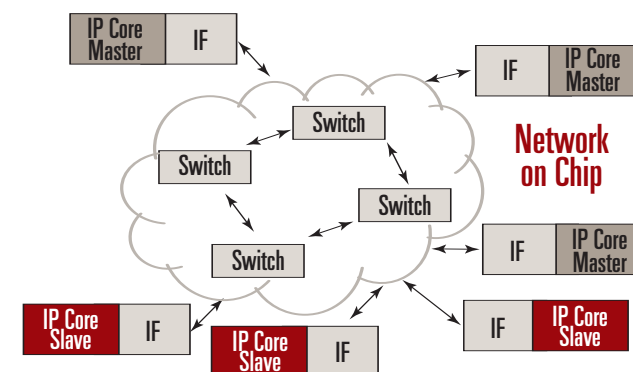 IP Core
Master
IF
IF
IP Core
Master
Switch
Network
on Chip
Switch
Switch
Switch
IF
IP Core
Master
IP Core
Slave
IF
IP Core
Slave
IF
IF
IP Core
Slave